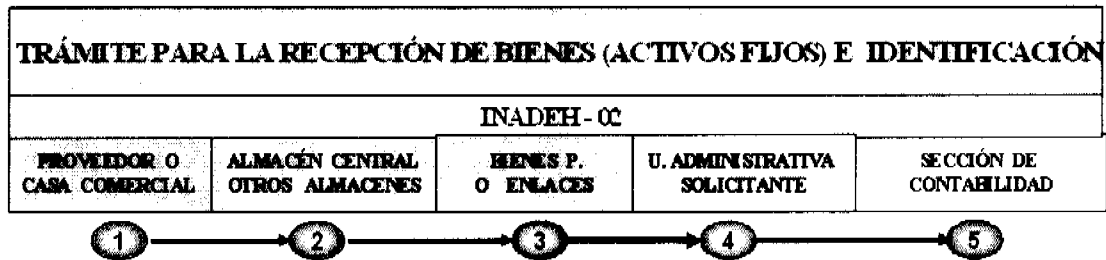 TRÁMITE PARA LA RECEPCIÓN DE BIENES (ACTIVOS FIJOS) E IDENTIFICACIÓN
INADEH - 02
PROVEEDOR O
CASA COMERCIAL
ALMACÉN CENTRAL
OTROS ALMACENES
BIENES P.
O ENLACES
U. ADMINISTRATIVA
SOLICITANTE
SECCIÓN DE
CONTABILIDAD
1 2 3 4 5